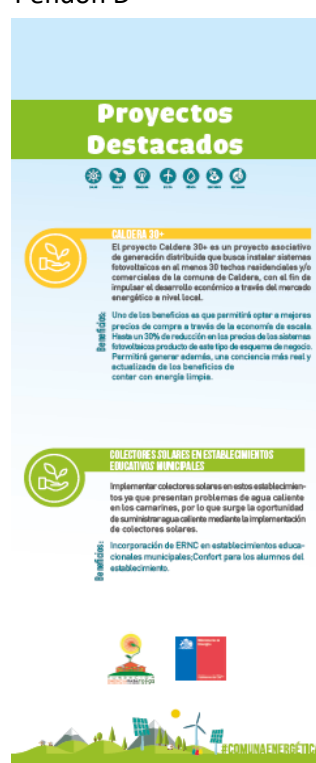 Pendón B
Proyectos
Destacados
CALDERA 30+
El proyecto Caldera 30+ es un proyecto asociativo
de generación distribuida que busca instalar sistemas
fotovoltaicos en al menos 30 techos residenciales y/o
comerciales de la comuna de Caldera, con el fin de
impulsar el desarrollo económico a través del mercado
energético a nivel local.
Beneficios:
Uno de los beneficios es que permitirá optar a mejores
precios de compra a través de la economía de escala
Hasta un 30% de reducción en los precios de los sistemas
fotovoltaicos producto de este tipo de esquema de negocio.
Permitirá generar además, una conciencia más real y
actualizada de los beneficios de
contar con energía limpia.
COLECTORES SOLARES EN ESTABLECIMIENTOS
EDUCATIVOS MUNICIPALES
Implementar colectores solares en estos establecimien-
tos ya que presentan problemas de agua caliente
en los camarines, por lo que surge la oportunidad
de suministrar agua caliente mediante la implementación
de colectores solares.
Beneficios:
Incorporación de ERNC en establecimientos educa-
cionales municipales;Confort para los alumnos del
establecimiento.
#COMUNAENERGÉTIC